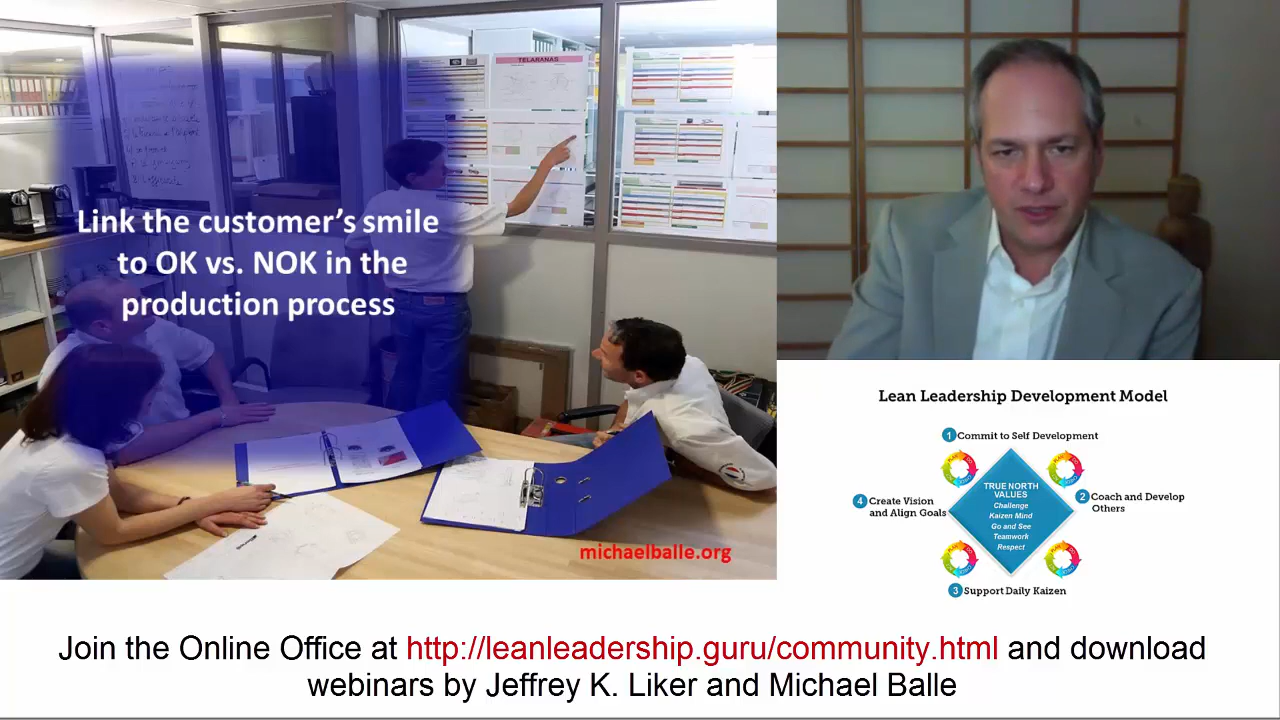 Link the customer's smile
to OK vs. NOK in the
production process
TELARANAS
michaelballe.org
Lean Leadership Development Model
1 Commit to Self Development
TRUE NORTH
VALUES
Challenge
Kaizen Mind
Go and See
Teamwork
Respect
2 Coach and Develop
Others
3 Support Daily Kaizen
4 Create Vision
and Align Goals
Join the Online Office at http://leanleadership.guru/community.html and download
webinars by Jeffrey K. Liker and Michael Balle